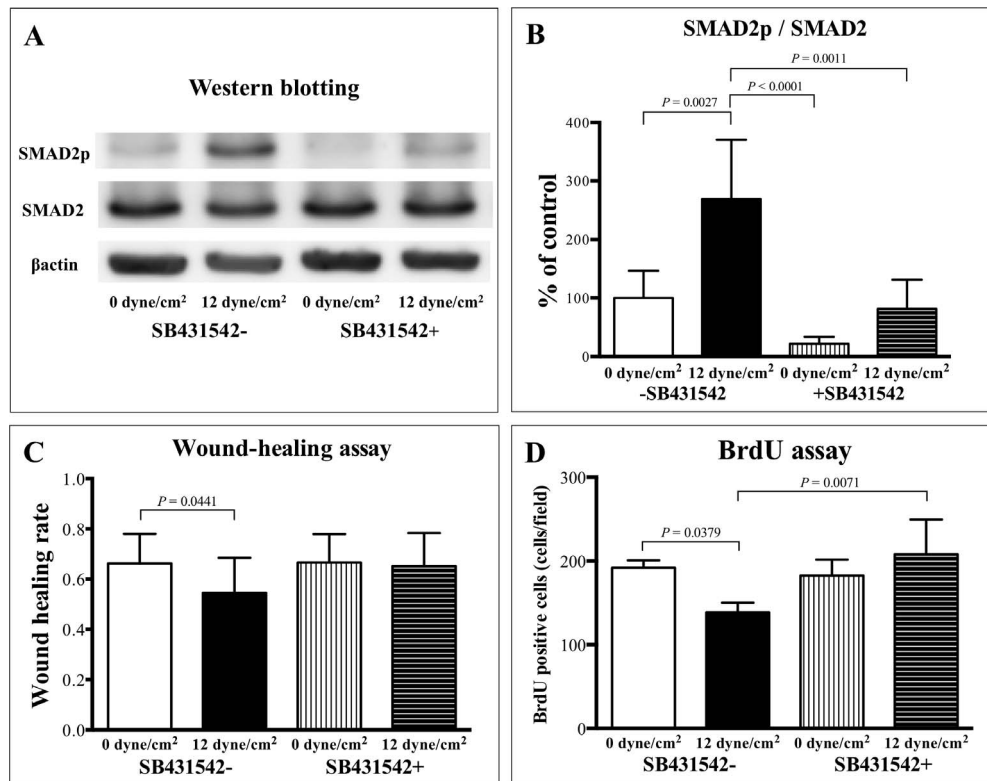 A
Western blotting
SMAD2p
SMAD2
βactin
0 dyne/cm² 12 dyne/cm² 0 dyne/cm² 12 dyne/cm²
SB431542- SB431542+
B
SMAD2p / SMAD2
P = 0.0011
P < 0.0001
P = 0.0027
% of control
400
300
200
100
0
0 dyne/cm² 12 dyne/cm² 0 dyne/cm² 12 dyne/cm²
-SB431542 +SB431542
C
Wound-healing assay
P = 0.0441
Wound healing rate
1.0
0.8
0.6
0.4
0.2
0.0
0 dyne/cm² 12 dyne/cm² 0 dyne/cm² 12 dyne/cm²
SB431542- SB431542+
D
BrdU assay
P = 0.0071
P = 0.0379
BrdU positive cells (cells/field)
300
200
100
0
0 dyne/cm² 12 dyne/cm² 0 dyne/cm² 12 dyne/cm²
SB431542- SB431542+